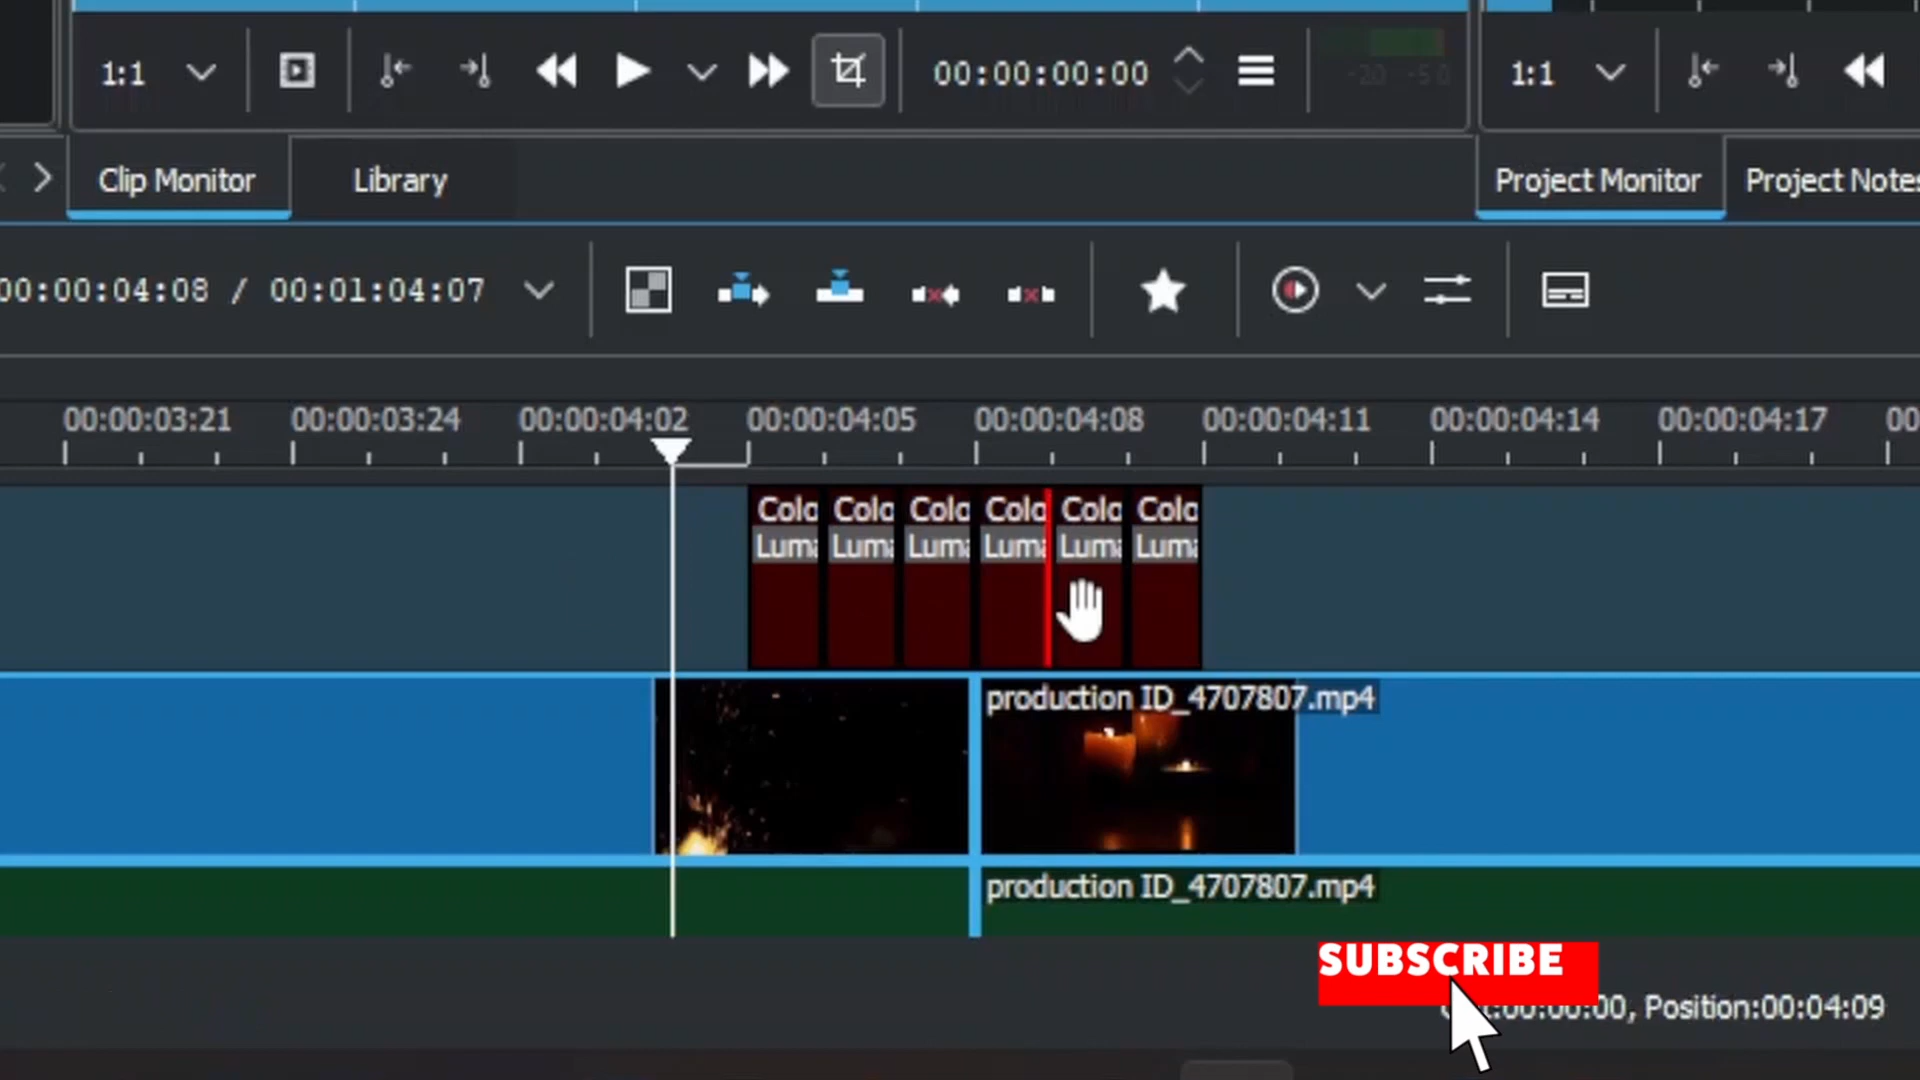 1:1
00:00:00:00
-20 -5 0
1:1
Clip Monitor
Library
Project Monitor
Project Notes
00:00:04:08 / 00:01:04:07
00:00:03:21
00:00:03:24
00:00:04:02
00:00:04:05
00:00:04:08
00:00:04:11
00:00:04:14
00:00:04:17
00
Colo Colo Colo Colo Colo Colo
Luma Luma Luma Luma Luma Luma
production ID_4707807.mp4
production ID_4707807.mp4
SUBSCRIBE
:00:00:00, Position:00:04:09